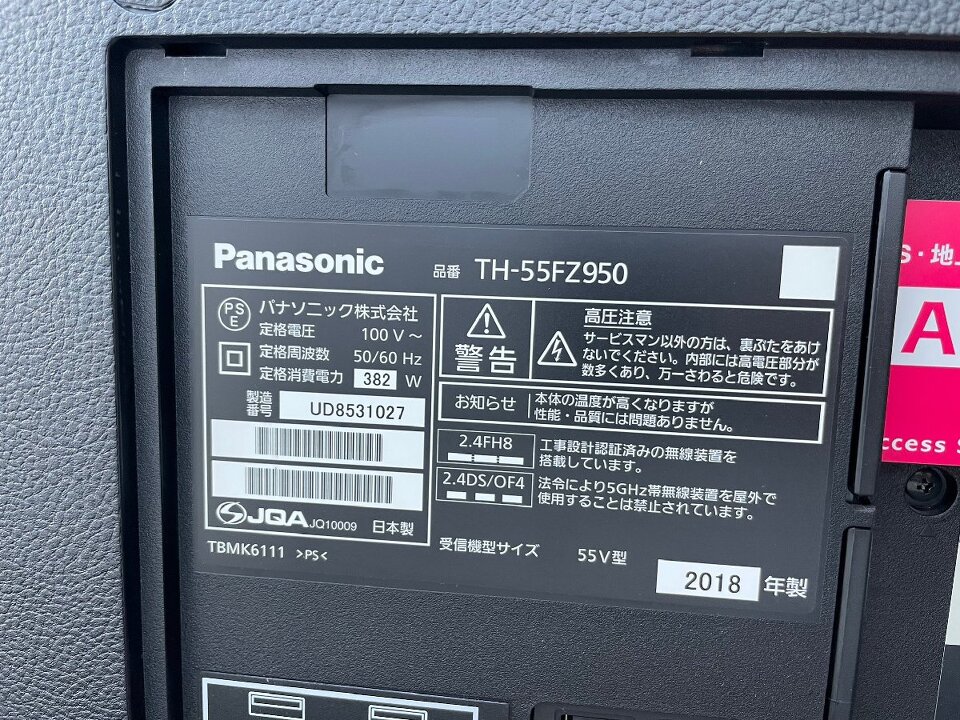 Panasonic 品番 TH-55FZ950
PS
E
パナソニック株式会社
定格電圧 100 V ~
定格周波数 50/60 Hz
定格消費電力 382 W
製造
番号 UD8531027
JQA JQ10009 日本製
TBMK6111 >PS<
警告
高圧注意
サービスマン以外の方は、裏ぶたをあけ
ないでください。内部には高電圧部分が
数多くあり、万一さわると危険です。
お知らせ
本体の温度が高くなりますが
性能・品質には問題ありません。
2.4FH8
2.4DS/OF4
工事設計認証済みの無線装置を
搭載しています。
法令により5GHz帯無線装置を屋外で
使用することは禁止されています。
受信機型サイズ 55V型
2018 年製
S・地上
A
ccess S